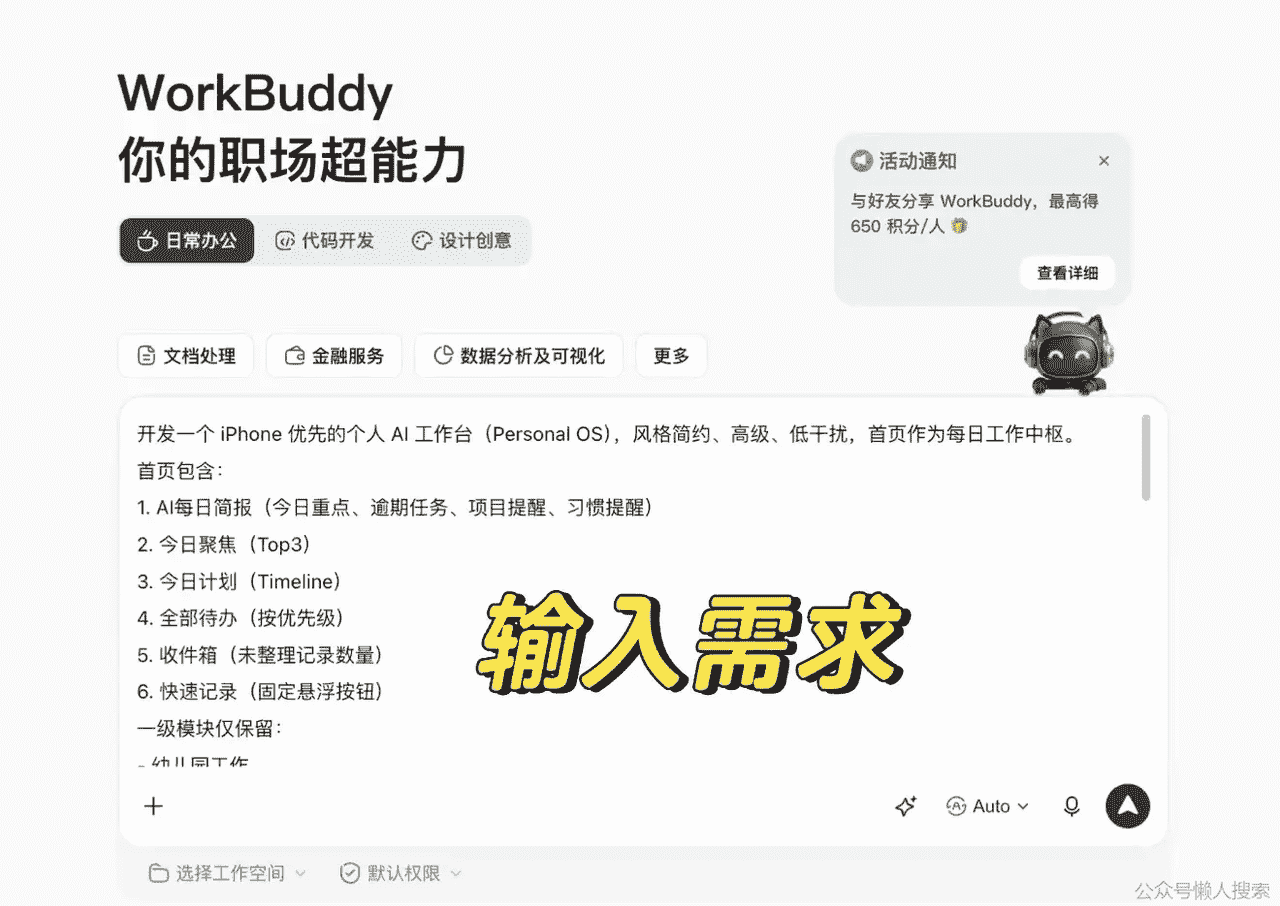 WorkBuddy
你的职场超能力
活动通知
与好友分享 WorkBuddy，最高得
650 积分/人
查看详细
日常办公 代码开发 设计创意
文档处理 金融服务 数据分析及可视化 更多
开发一个 iPhone 优先的个人 AI 工作台（Personal OS），风格简约、高级、低干扰，首页作为每日工作中枢。
首页包含：
1. AI每日简报（今日重点、逾期任务、项目提醒、习惯提醒）
2. 今日聚焦（Top3）
3. 今日计划（Timeline）
4. 全部待办（按优先级）
5. 收件箱（未整理记录数量）
6. 快速记录（固定悬浮按钮）
一级模块仅保留：
- 幼儿园工作
输入需求
Auto
选择工作空间 默认权限
公众号懒人搜索